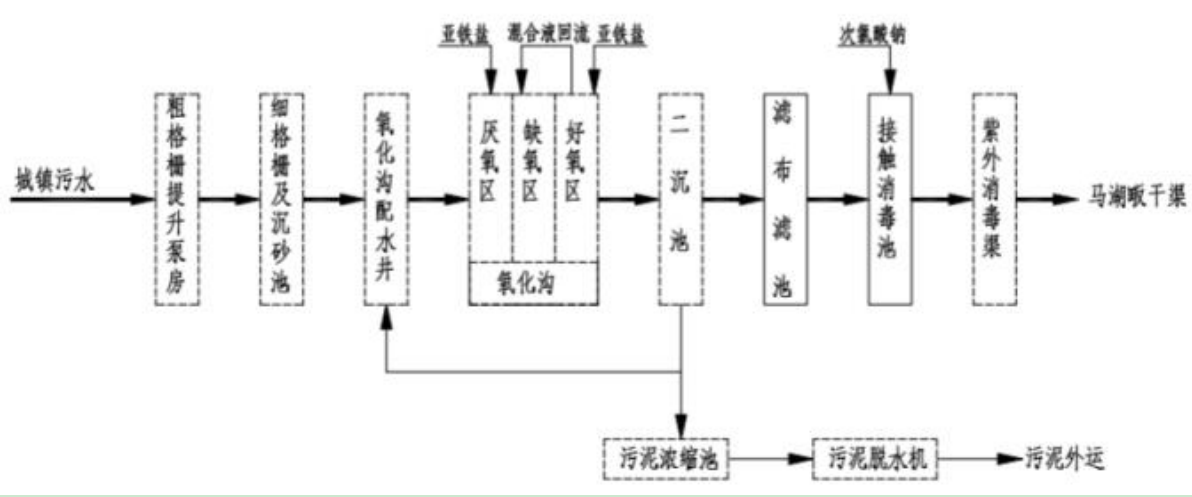 亚铁盐
混合液回流
亚铁盐
次氯酸钠
城镇污水
粗格栅提升泵房
细格栅及沉砂池
氧化沟配水井
厌氧区
缺氧区
好氧区
氧化沟
二沉池
滤布滤池
接触消毒池
紫外消毒渠
马湖畈干渠
污泥浓缩池
污泥脱水机
污泥外运